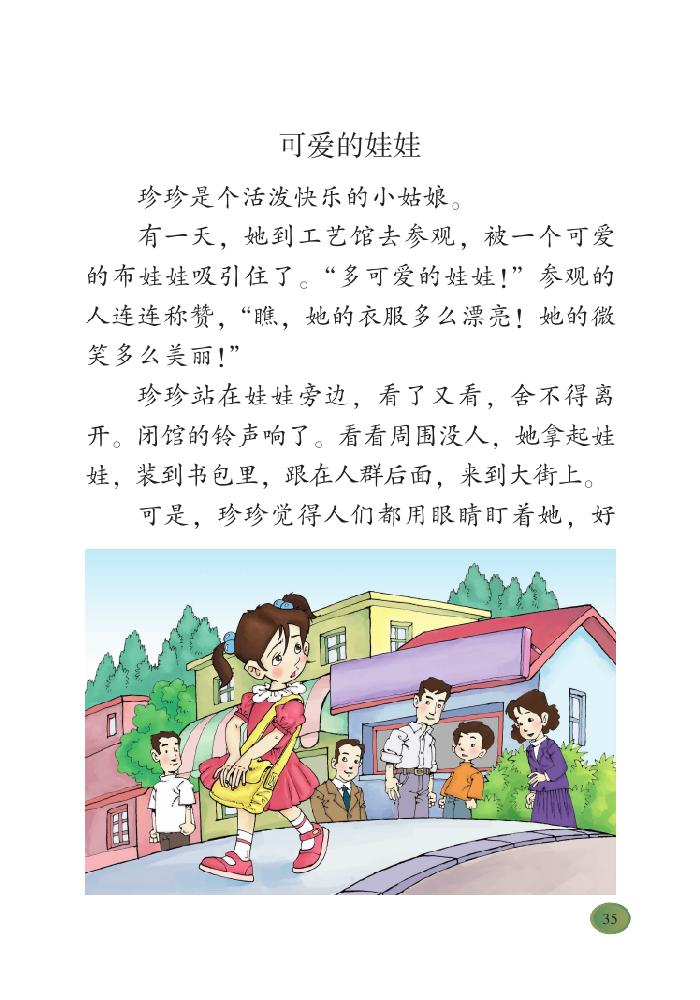 可爱的娃娃
珍珍是个活泼快乐的小姑娘。
有一天，她到工艺馆去参观，被一个可爱
的布娃娃吸引住了。“多可爱的娃娃！”参观的
人连连称赞，“瞧，她的衣服多么漂亮！她的微
笑多么美丽！”
珍珍站在娃娃旁边，看了又看，舍不得离
开。闭馆的铃声响了。看看周围没人，她拿起娃
娃，装到书包里，跟在人群后面，来到大街上。
可是，珍珍觉得人们都用眼睛盯着她，好
35